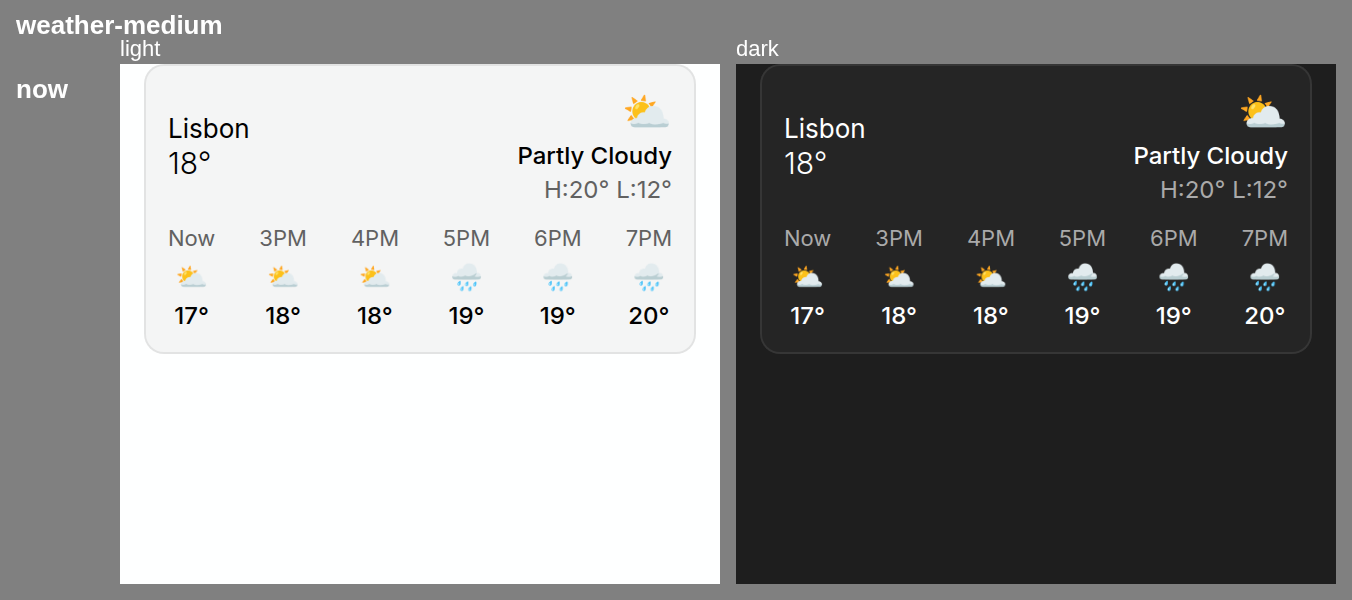 weather-medium
light
dark
now
Lisbon
18°
Partly Cloudy
H:20° L:12°
Now 3PM 4PM 5PM 6PM 7PM
17° 18° 18° 19° 19° 20°
Lisbon
18°
Partly Cloudy
H:20° L:12°
Now 3PM 4PM 5PM 6PM 7PM
17° 18° 18° 19° 19° 20°